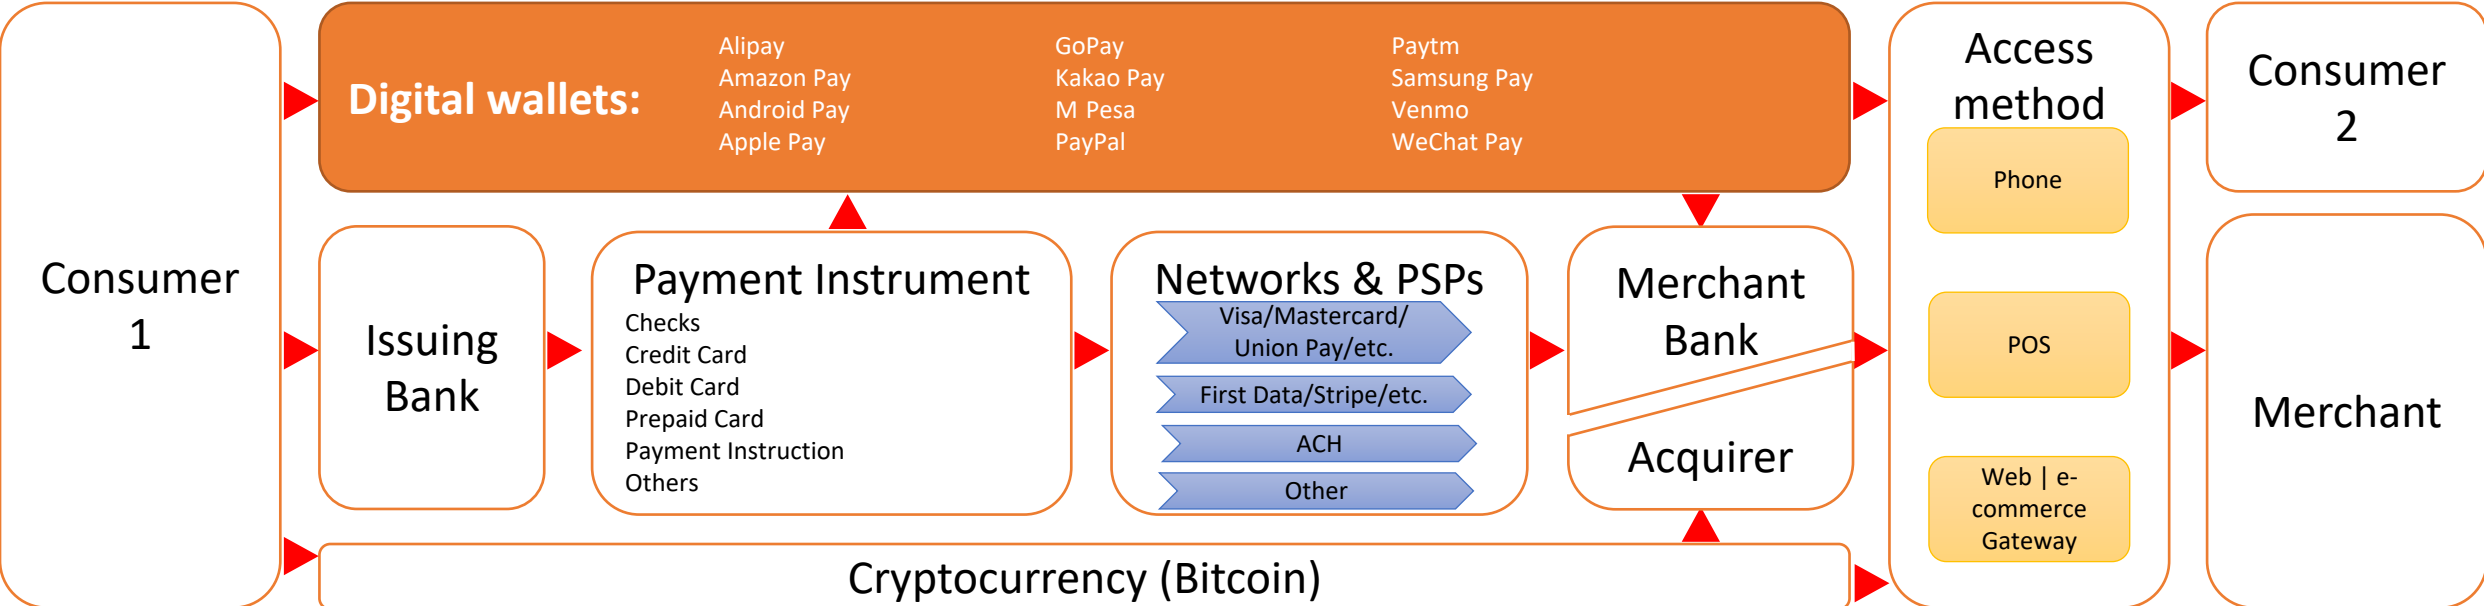 Consumer
1
Digital wallets:
Alipay
Amazon Pay
Android Pay
Apple Pay
GoPay
Kakao Pay
M Pesa
PayPal
Paytm
Samsung Pay
Venmo
WeChat Pay
Issuing
Bank
Payment Instrument
Checks
Credit Card
Debit Card
Prepaid Card
Payment Instruction
Others
Networks & PSPs
Visa/Mastercard/
Union Pay/etc.
First Data/Stripe/etc.
ACH
Other
Merchant
Bank
Acquirer
Cryptocurrency (Bitcoin)
Access
method
Phone
POS
Web | e-
commerce
Gateway
Consumer
2
Merchant